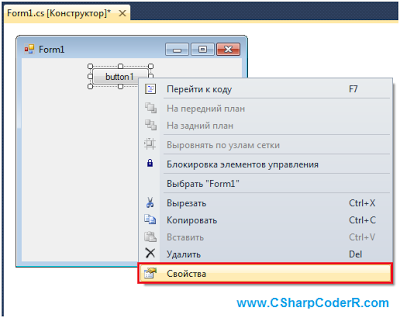 Form1.cs [Конструктор]*
Form1
button1
Перейти к коду F7
На передний план
На задний план
Выровнять по узлам сетки
Блокировка элементов управления
Выбрать "Form1"
Вырезать Ctrl+X
Копировать Ctrl+C
Вставить Ctrl+V
Удалить Del
Свойства
www.CSharpCoderR.com